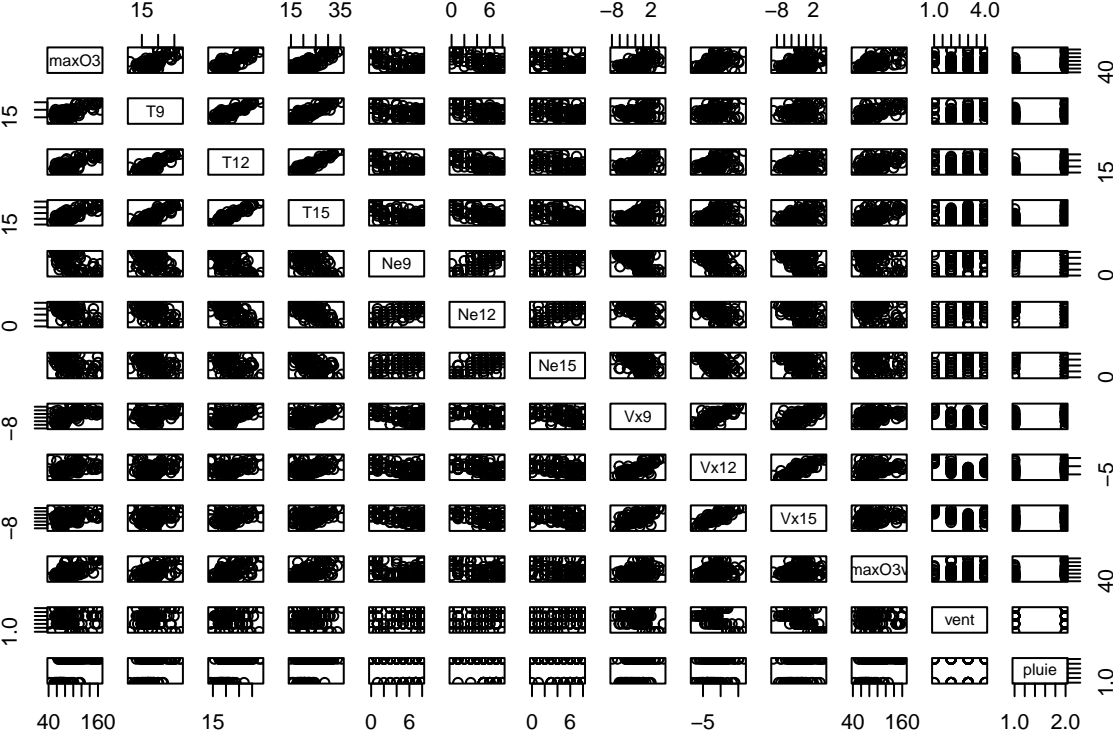 15 15 35 0 6 −8 2 −8 2 1.0 4.0
maxO3 40
15 T9
T12 15
15 T15
Ne9 0
0 Ne12
Ne15 0
−8 Vx9
Vx12 −5
−8 Vx15
maxO3v 40
1.0 vent
pluie 1.0
40 160 15 0 6 0 6 −5 40 160 1.0 2.0